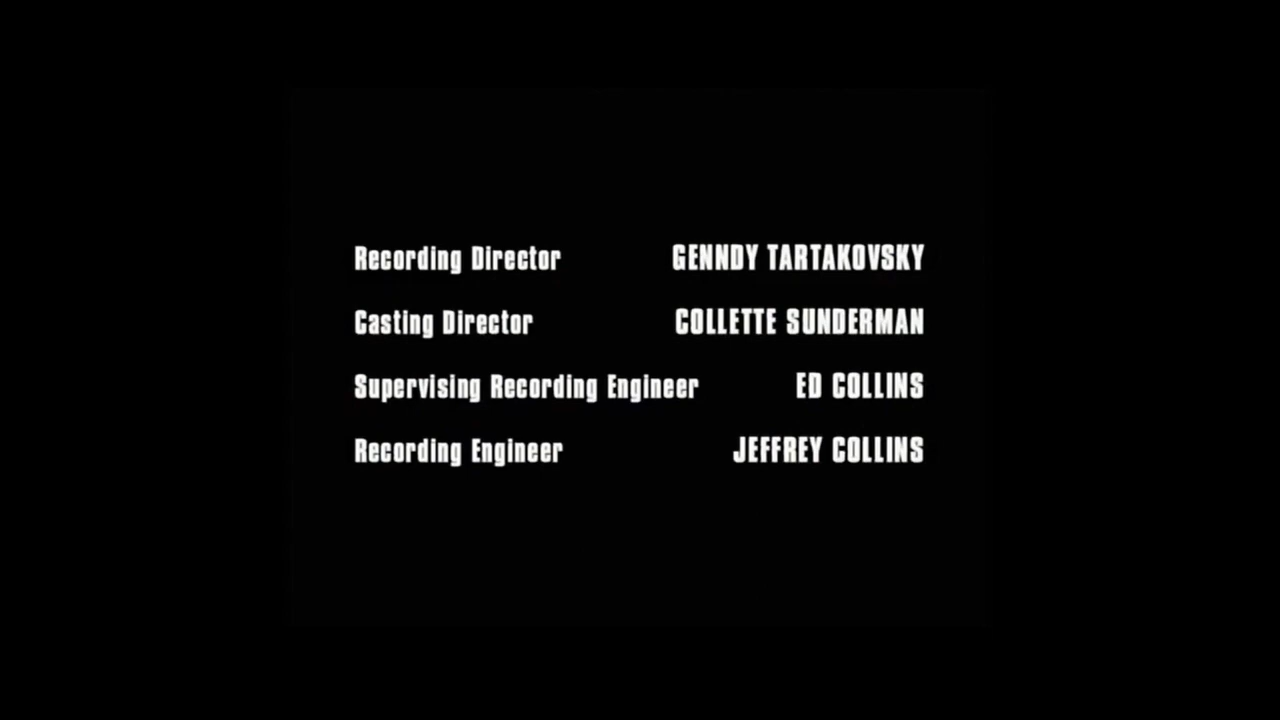 Recording Director GENNDY TARTAKOVSKY
Casting Director COLLETTE SUNDERMAN
Supervising Recording Engineer ED COLLINS
Recording Engineer JEFFREY COLLINS